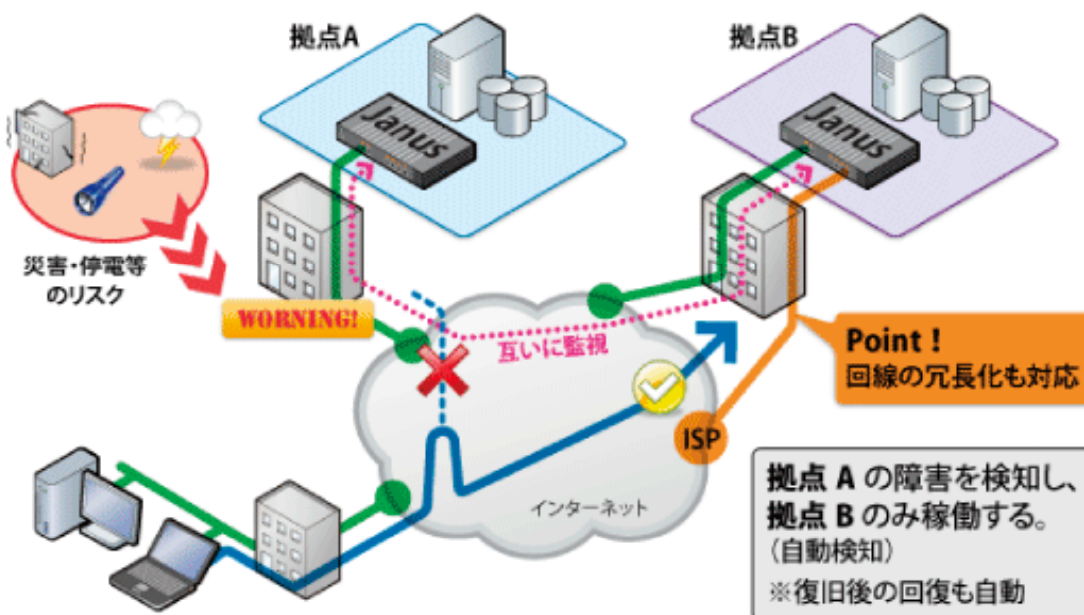 拠点A
拠点B
Janus
Janus
災害・停電等
のリスク
WORNING!
互いに監視
Point！
回線の冗長化も対応
ISP
インターネット
拠点 A の障害を検知し、
拠点 B のみ稼働する。
（自動検知）
※復旧後の回復も自動